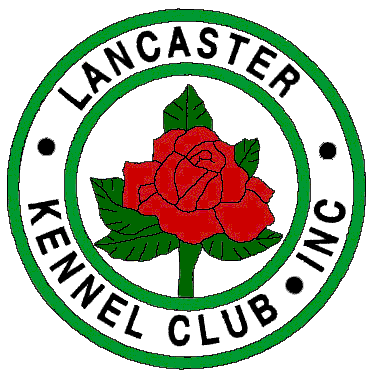 LANCASTER
KENNEL CLUB • INC